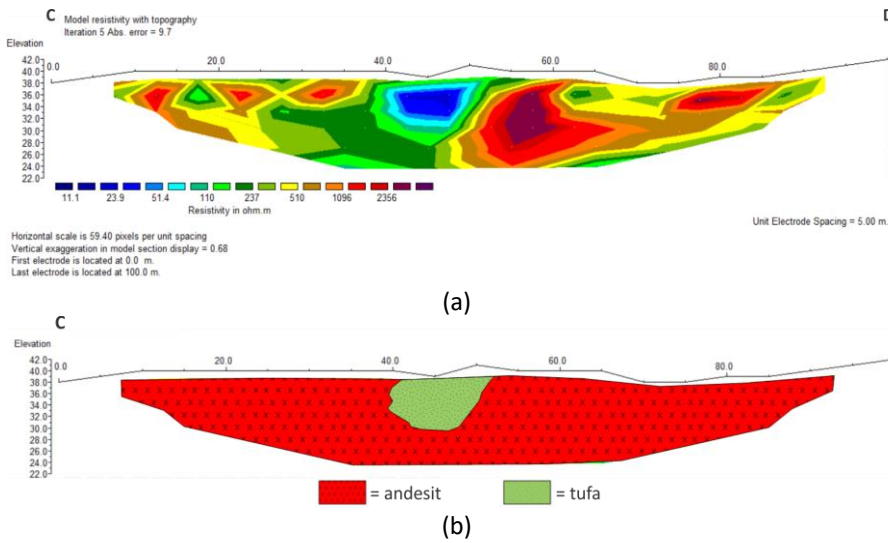 C
D
Model resistivity with topography
Iteration 5 Abs. error = 9.7
Elevation
0.0 20.0 40.0 60.0 80.0
42.0
40.0
38.0
36.0
34.0
32.0
30.0
28.0
26.0
24.0
22.0
11.1 23.9 51.4 110 237 510 1096 2356
Resistivity in ohm.m
Unit Electrode Spacing = 5.00 m.
Horizontal scale is 59.40 pixels per unit spacing
Vertical exaggeration in model section display = 0.68
First electrode is located at 0.0 m.
Last electrode is located at 100.0 m.
(a)
C
Elevation
0.0 20.0 40.0 60.0 80.0
42.0
40.0
38.0
36.0
34.0
32.0
30.0
28.0
26.0
24.0
22.0
= andesit = tufa
(b)